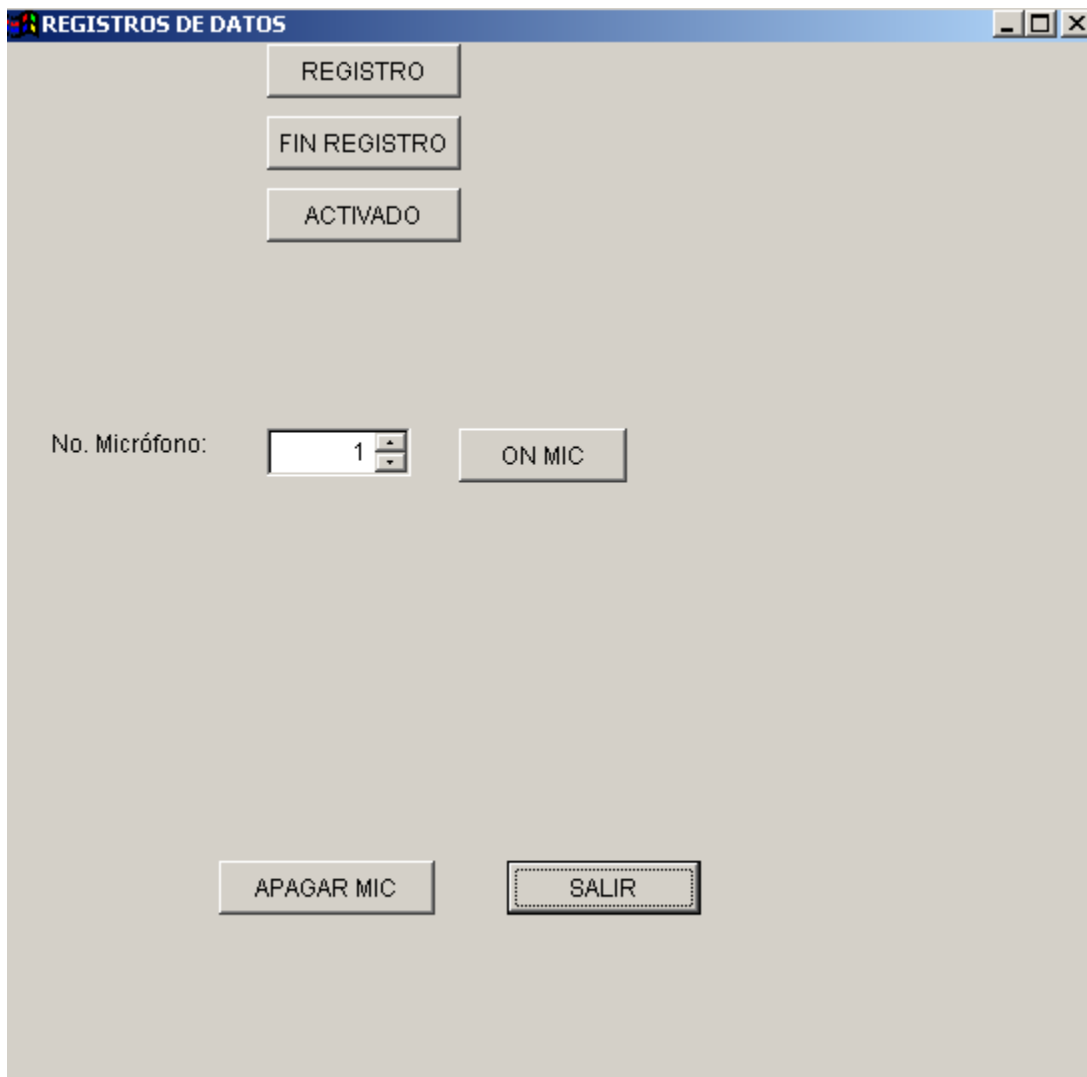 REGISTROS DE DATOS
REGISTRO
FIN REGISTRO
ACTIVADO
No. Micrófono:
1
ON MIC
APAGAR MIC
SALIR